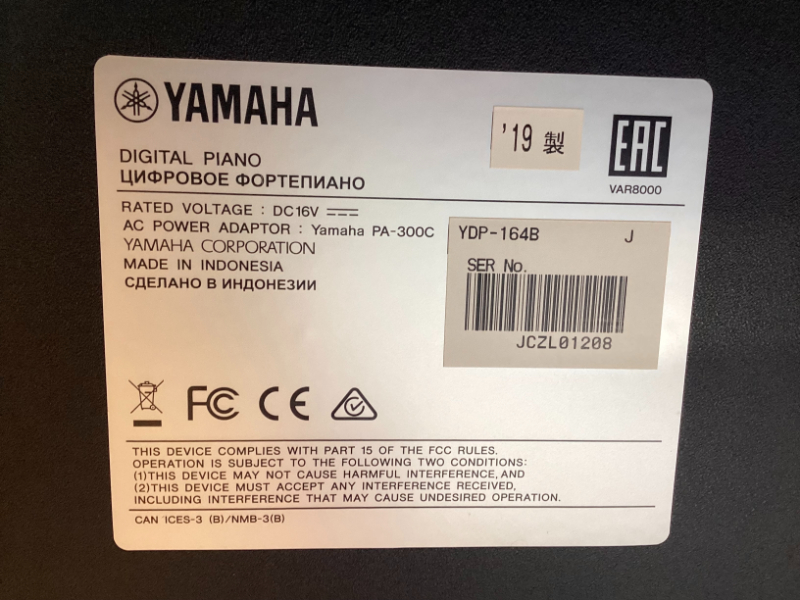 YAMAHA
'19 製
EAC
VAR8000
DIGITAL PIANO
ЦИФРОВОЕ ФОРТЕПИАНО
RATED VOLTAGE : DC16V
AC POWER ADAPTOR : Yamaha PA-300C
YAMAHA CORPORATION
MADE IN INDONESIA
СДЕЛАНО В ИНДОНЕЗИИ
YDP-164B J
SER No.
JCZL01208
FC CE
THIS DEVICE COMPLIES WITH PART 15 OF THE FCC RULES.
OPERATION IS SUBJECT TO THE FOLLOWING TWO CONDITIONS:
(1)THIS DEVICE MAY NOT CAUSE HARMFUL INTERFERENCE,AND
(2)THIS DEVICE MUST ACCEPT ANY INTERFERENCE RECEIVED,
INCLUDING INTERFERENCE THAT MAY CAUSE UNDESIRED OPERATION.
CAN ICES-3 (B)/NMB-3(B)